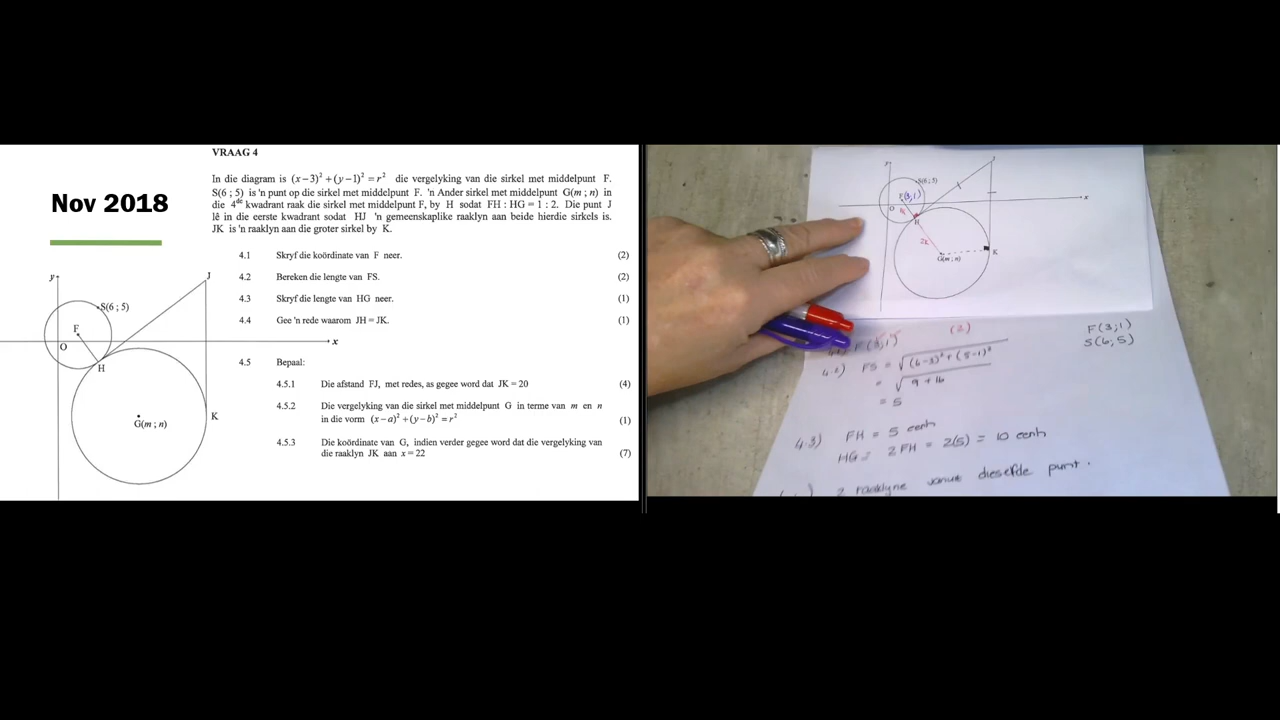 Nov 2018
VRAAG 4
In die diagram is (x−3)² + (y−1)² = r² die vergelyking van die sirkel met middelpunt F.
S(6 ; 5) is 'n punt op die sirkel met middelpunt F. 'n Ander sirkel met middelpunt G(m ; n) in
die 4de kwadrant raak die sirkel met middelpunt F, by H sodat FH : HG = 1 : 2. Die punt J
lê in die eerste kwadrant sodat HJ 'n gemeenskaplike raaklyn aan beide hierdie sirkels is.
JK is 'n raaklyn aan die groter sirkel by K.
4.1 Skryf die koördinate van F neer. (2)
4.2 Bereken die lengte van FS. (2)
4.3 Skryf die lengte van HG neer. (1)
4.4 Gee 'n rede waarom JH = JK. (1)
4.5 Bepaal:
4.5.1 Die afstand FJ, met redes, as gegee word dat JK = 20 (4)
4.5.2 Die vergelyking van die sirkel met middelpunt G in terme van m en n
in die vorm (x−a)² + (y−b)² = r² (1)
4.5.3 Die koördinate van G, indien verder gegee word dat die vergelyking van
die raaklyn JK aan x = 22 (7)
y
J
S(6 ; 5)
F
O
x
H
K
G(m ; n)
y
J
S(6 ; 5)
F(3;1)
O
x
H
2k
K
G(m ; n)
F(3;1) (2)
F(3;1)
S(6;5)
4.2) FS = √(6−3)² + (5−1)²
= √9 + 16
= 5
4.3) FH = 5 eenh
HG = 2FH = 2(5) = 10 eenh
2 raaklyne vanuit dieselfde punt.